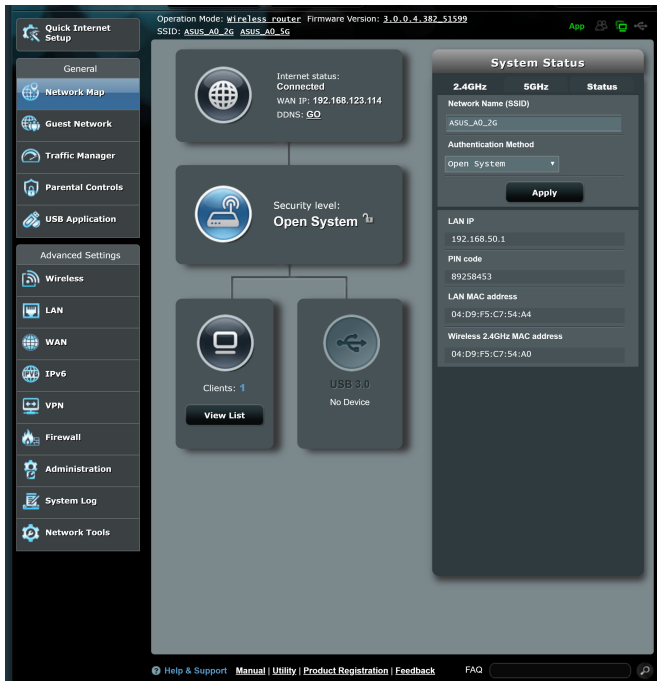 Operation Mode: Wireless router Firmware Version: 3.0.0.4.382_51599
SSID: ASUS_A0_2G ASUS_A0_5G
App
Quick Internet
Setup
General
Network Map
Guest Network
Traffic Manager
Parental Controls
USB Application
Advanced Settings
Wireless
LAN
WAN
IPv6
IPv6
VPN
Firewall
Administration
System Log
Network Tools
Internet status:
Connected
WAN IP: 192.168.123.114
DDNS: GO
Security level:
Open System
Clients: 1
View List
USB 3.0
No Device
System Status
2.4GHz 5GHz Status
Network Name (SSID)
ASUS_A0_2G
Authentication Method
Open System
Apply
LAN IP
192.168.50.1
PIN code
89258453
LAN MAC address
04:D9:F5:C7:54:A4
Wireless 2.4GHz MAC address
04:D9:F5:C7:54:A0
Help & Support Manual | Utility | Product Registration | Feedback FAQ